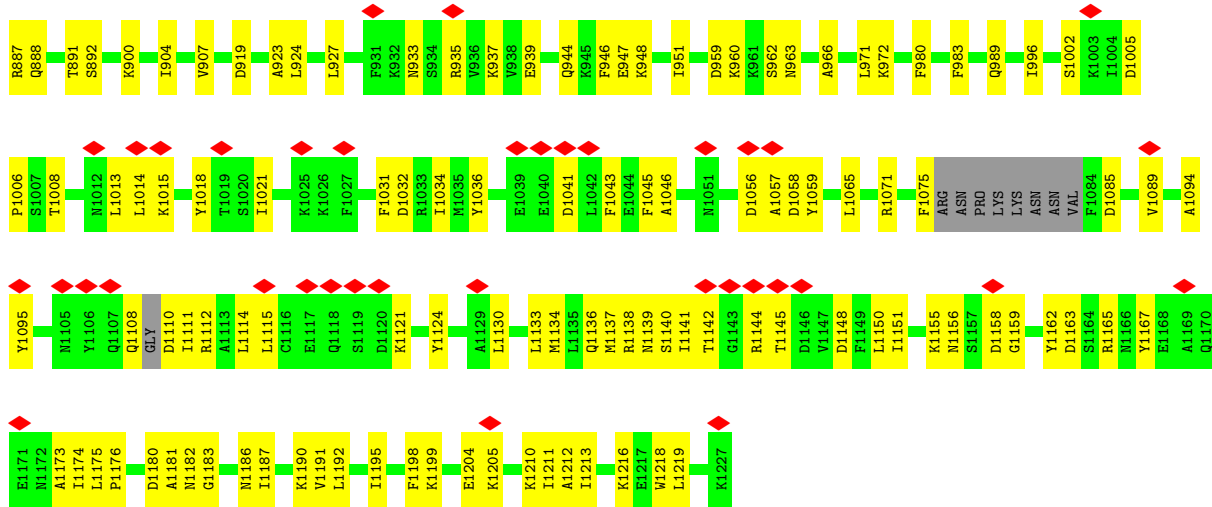 R887 Q888 T891 S892 K900 I904 V907 D919 A923 L924 L927 F931 K932 N933 S934 R935 V936 K937 V938 E939 Q944 K945 F946 E947 K948 I951 D959 K960 K961 S962 N963 A966 L971 K972 F980 F983 Q989 I996 S1002 K1003 I1004 D1005
P1006 S1007 T1008 N1012 L1013 L1014 K1015 Y1018 T1019 S1020 I1021 K1025 K1026 F1027 F1031 D1032 R1033 I1034 M1035 Y1036 E1039 E1040 D1041 L1042 F1043 E1044 F1045 A1046 N1051 D1056 A1057 D1058 Y1059 L1065 R1071 F1075 ARG ASN PRO LYS LYS ASN ASN VAL F1084 D1085 V1089 A1094
Y1095 N1105 Y1106 Q1107 Q1108 GLY D1110 I1111 R1112 A1113 L1114 L1115 C1116 E1117 Q1118 S1119 D1120 K1121 Y1124 A1129 L1130 L1133 M1134 L1135 Q1136 M1137 R1138 N1139 S1140 I1141 T1142 G1143 R1144 T1145 D1146 V1147 D1148 F1149 L1150 I1151 K1155 N1156 S1157 D1158 G1159 Y1162 D1163 S1164 R1165 N1166 Y1167 E1168 A1169 Q1170
E1171 N1172 A1173 I1174 L1175 P1176 D1180 A1181 N1182 G1183 N1186 I1187 K1190 V1191 L1192 I1195 F1198 K1199 E1204 K1205 K1210 I1211 A1212 I1213 K1216 E1217 W1218 L1219 K1227